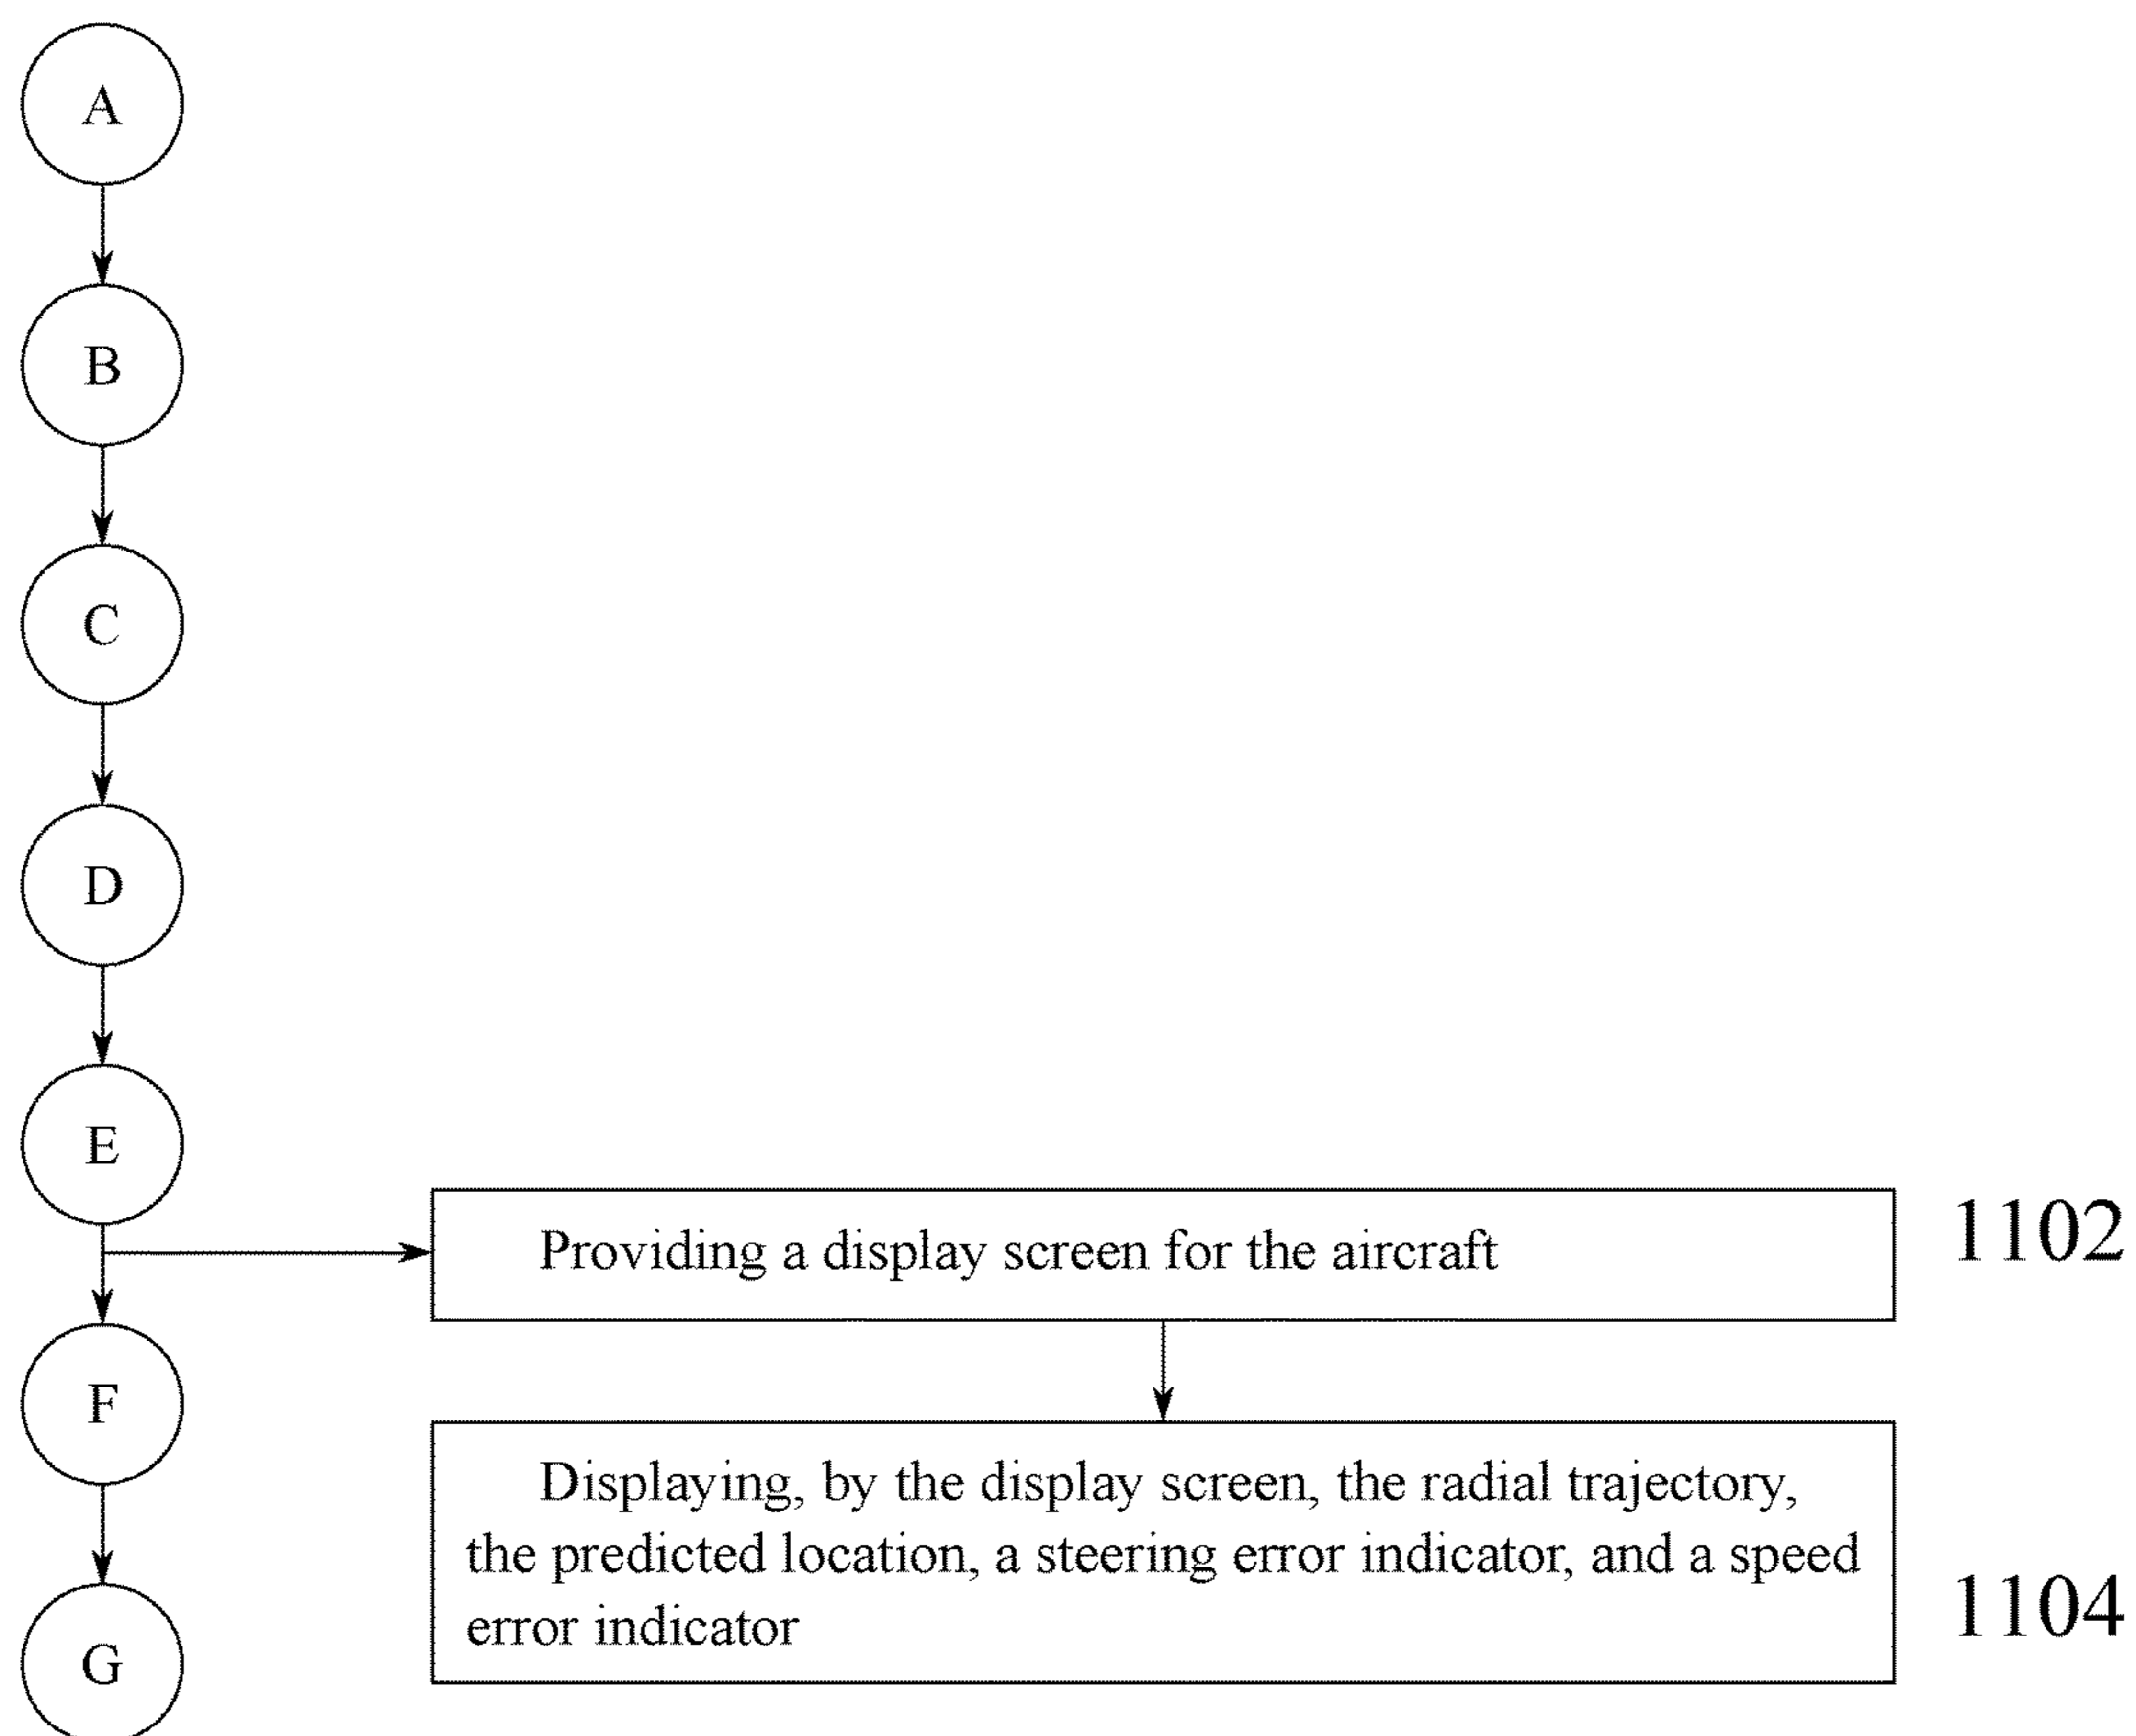 A
B
C
D
E
Providing a display screen for the aircraft
1102
F
Displaying, by the display screen, the radial trajectory,
the predicted location, a steering error indicator, and a speed
error indicator
1104
G